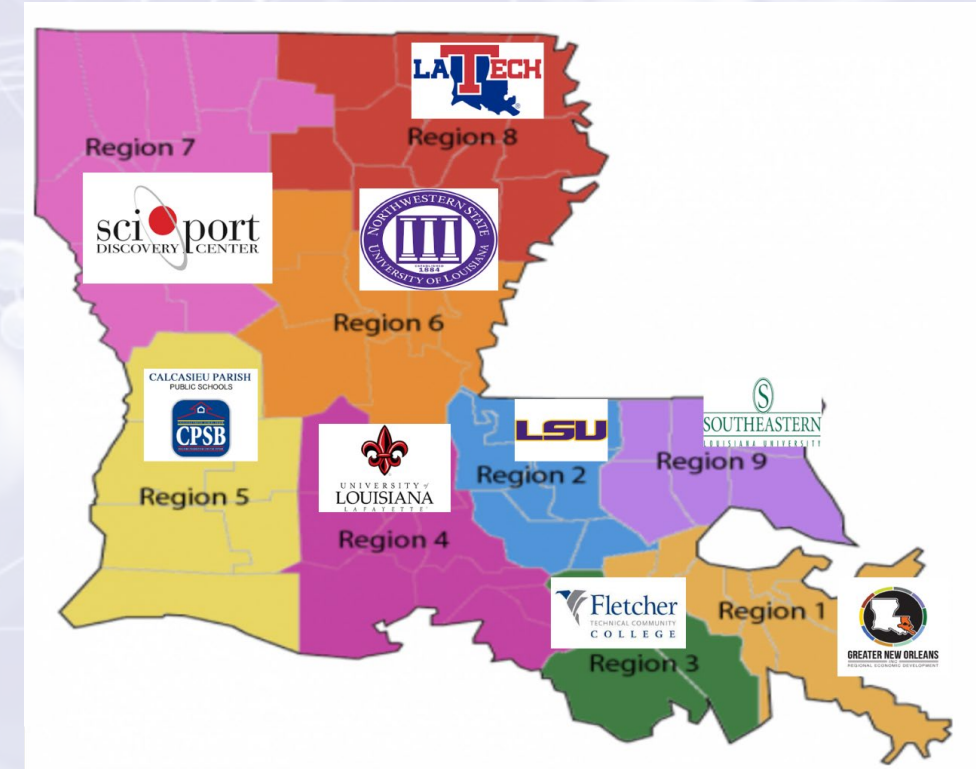 LA TECH
Region 8
Region 7
sci port
DISCOVERY CENTER
NORTHWESTERN STATE
UNIVERSITY OF LOUISIANA
ESTABLISHED
1884
Region 6
CALCASIEU PARISH
PUBLIC SCHOOLS
CPSB
Region 5
UNIVERSITY of
LOUISIANA
LAFAYETTE
Region 4
LSU
Region 2
S
SOUTHEASTERN
LOUISIANA UNIVERSITY
Region 9
Fletcher
TECHNICAL COMMUNITY
COLLEGE
Region 3
Region 1
GREATER NEW ORLEANS
INC
REGIONAL ECONOMIC DEVELOPMENT